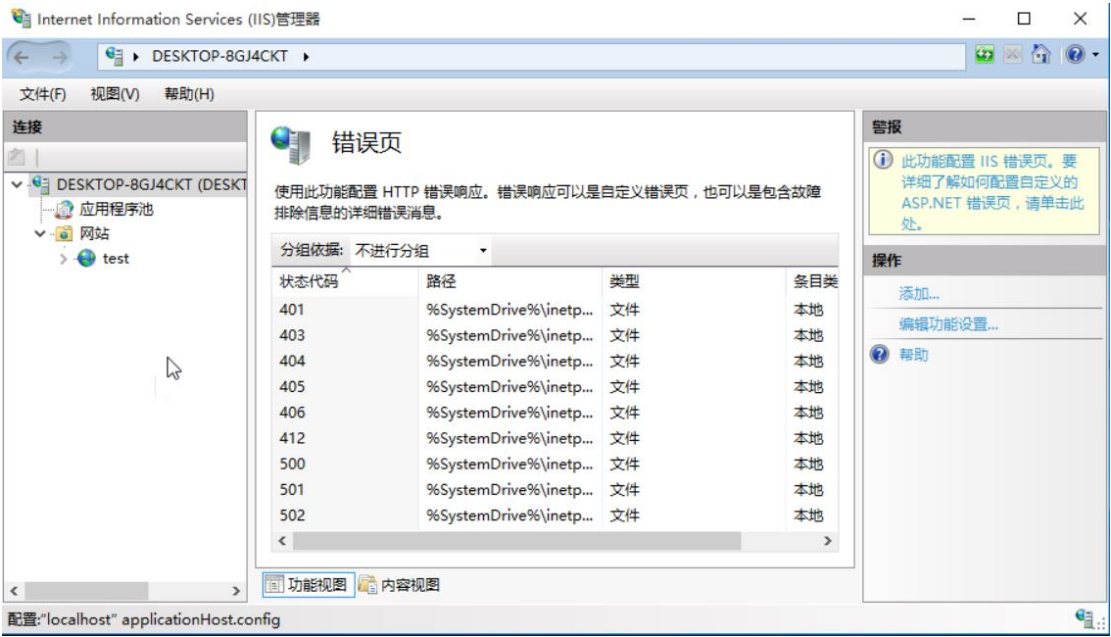 Internet Information Services (IIS)管理器
DESKTOP-8GJ4CKT
文件(F) 视图(V) 帮助(H)
连接
DESKTOP-8GJ4CKT (DESKT
应用程序池
网站
test
错误页
使用此功能配置 HTTP 错误响应。错误响应可以是自定义错误页，也可以是包含故障
排除信息的详细错误消息。
分组依据: 不进行分组
状态代码 路径 类型 条目类
401 %SystemDrive%\inetp... 文件 本地
403 %SystemDrive%\inetp... 文件 本地
404 %SystemDrive%\inetp... 文件 本地
405 %SystemDrive%\inetp... 文件 本地
406 %SystemDrive%\inetp... 文件 本地
412 %SystemDrive%\inetp... 文件 本地
500 %SystemDrive%\inetp... 文件 本地
501 %SystemDrive%\inetp... 文件 本地
502 %SystemDrive%\inetp... 文件 本地
功能视图 内容视图
警报
此功能配置 IIS 错误页。要
详细了解如何配置自定义的
ASP.NET 错误页，请单击此
处。
操作
添加...
编辑功能设置...
帮助
配置:"localhost" applicationHost.config